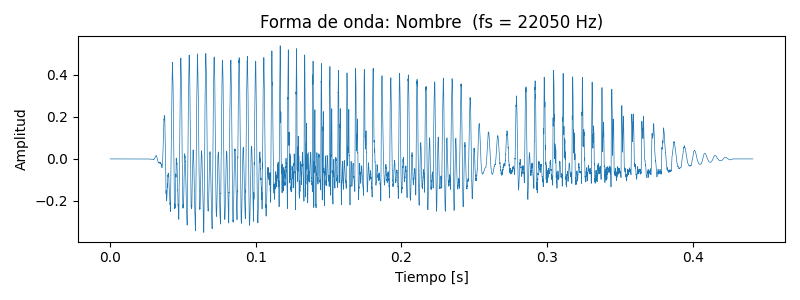 Forma de onda: Nombre  (fs = 22050 Hz)
Amplitud
0.4
0.2
0.0
−0.2
0.0 0.1 0.2 0.3 0.4
Tiempo [s]